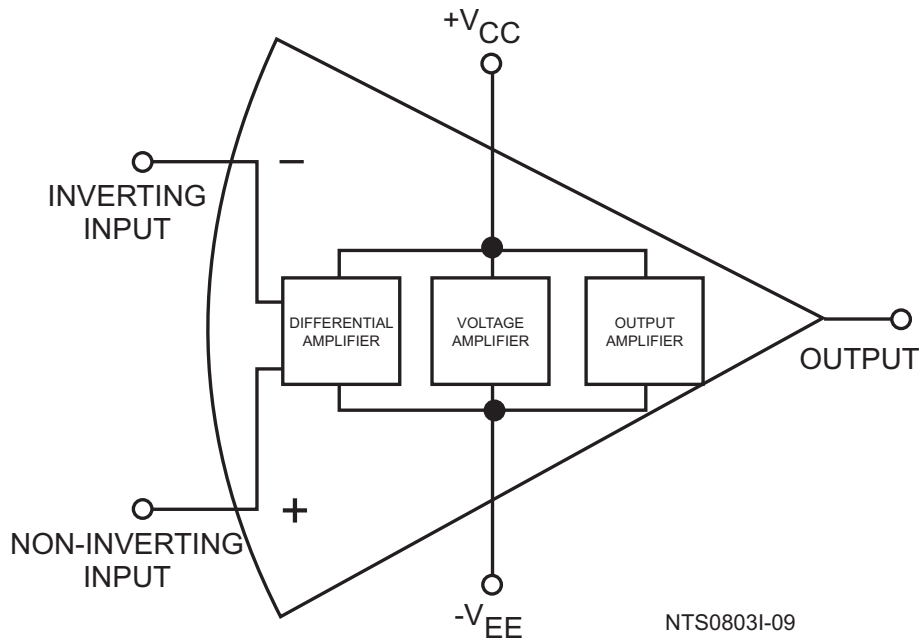 +VCC
−
INVERTING
INPUT
DIFFERENTIAL
AMPLIFIER
VOLTAGE
AMPLIFIER
OUTPUT
AMPLIFIER
OUTPUT
+
NON-INVERTING
INPUT
-VEE
NTS0803I-09